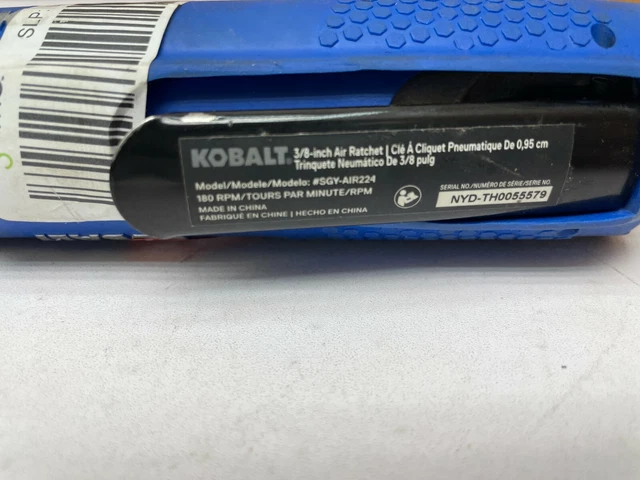 SLP
KOBALT® 3/8-inch Air Ratchet | Clé À Cliquet Pneumatique De 0,95 cm
Trinquete Neumático De 3/8 pulg
Model/Modele/Modelo: #SGY-AIR224
180 RPM/TOURS PAR MINUTE/RPM
MADE IN CHINA
FABRIQUÉ EN CHINE | HECHO EN CHINA
SERIAL NO./NUMÉRO DE SÉRIE/SERIE NO.
NYD-TH0055579